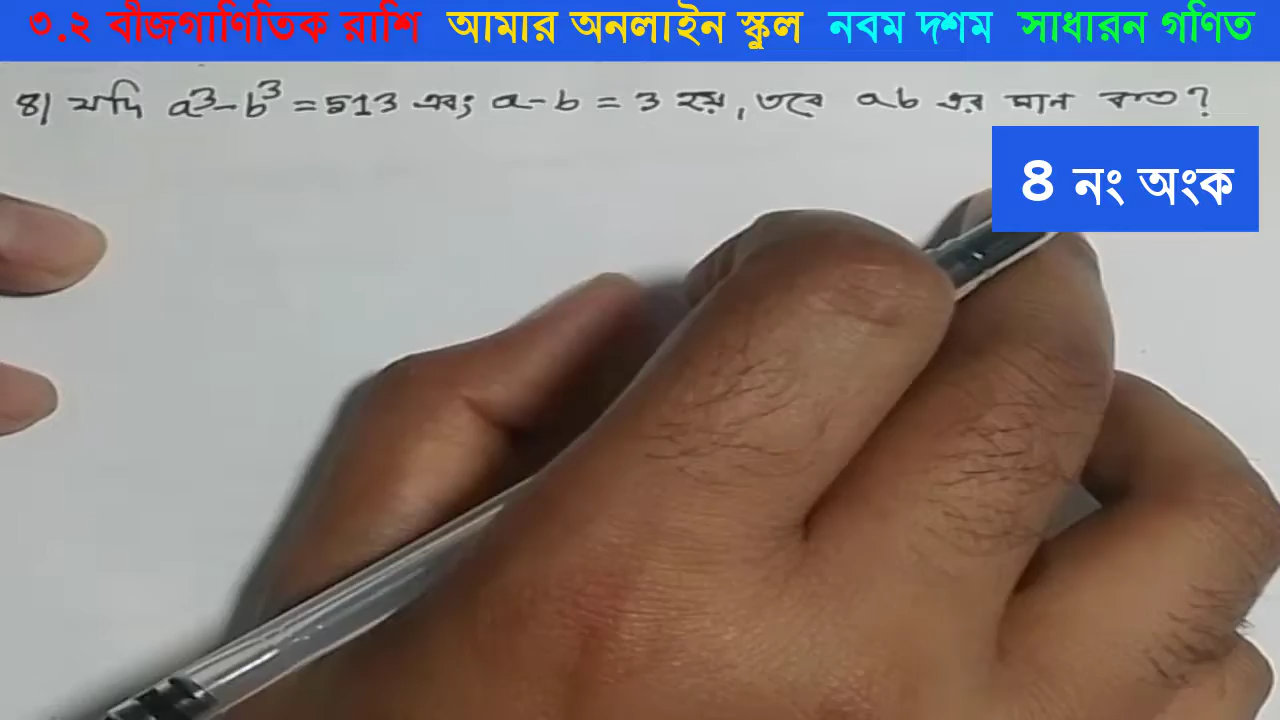 ৩.২ বীজগাণিতিক রাশি আমার অনলাইন স্কুল নবম দশম সাধারন গণিত
৪। যদি a³-b³ = 513 এবং a-b = 3 হয়, তবে ab এর মান কত?
৪ নং অংক